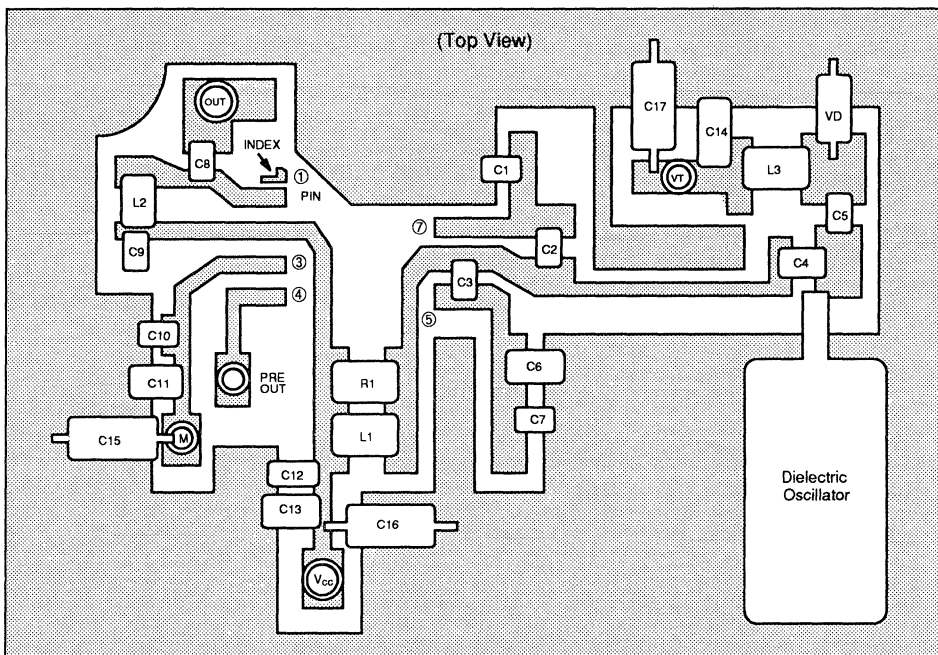 (Top View)
OUT
C17
C14
VD
INDEX
①
C8
PIN
C1
L3
VT
L2
C5
⑦
C9
C2
C4
③
C3
④
⑤
C10
C6
C11
PRE
OUT
R1
C7
C15
M
L1
Dielectric
Oscillator
C12
C13
C16
Vcc